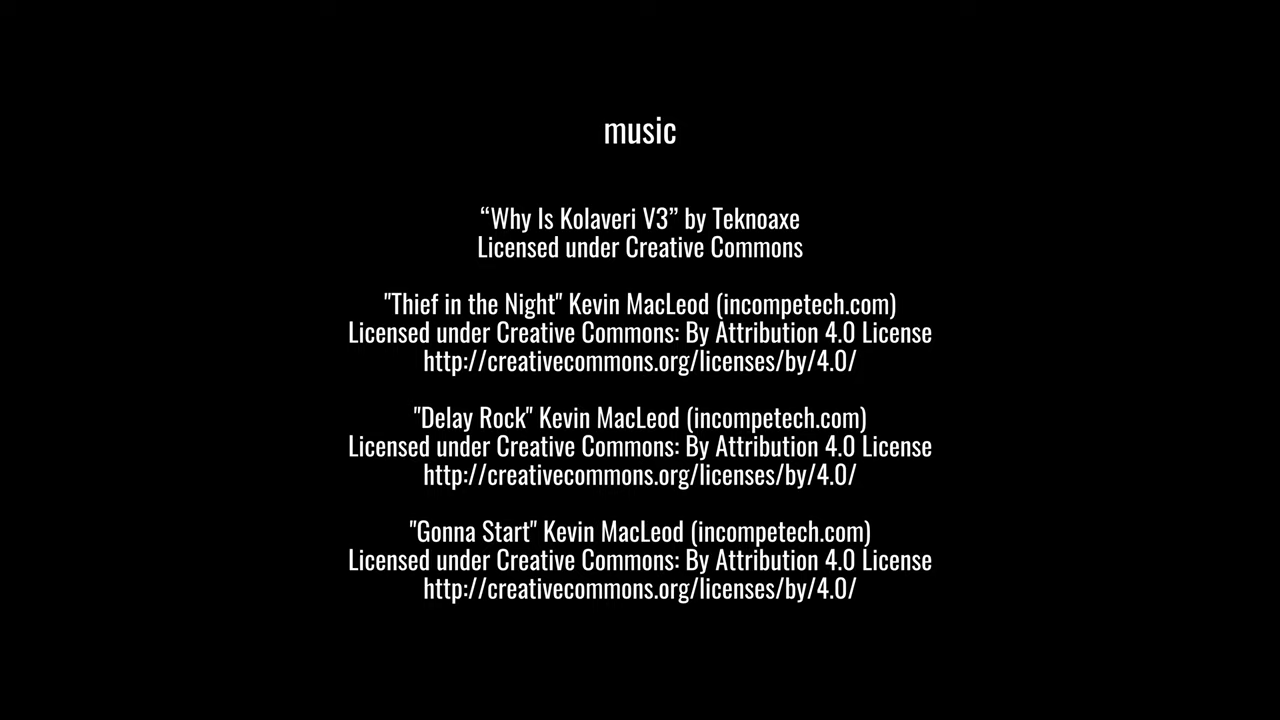 music
“Why Is Kolaveri V3” by Teknoaxe
Licensed under Creative Commons
"Thief in the Night" Kevin MacLeod (incompetech.com)
Licensed under Creative Commons: By Attribution 4.0 License
http://creativecommons.org/licenses/by/4.0/
"Delay Rock" Kevin MacLeod (incompetech.com)
Licensed under Creative Commons: By Attribution 4.0 License
http://creativecommons.org/licenses/by/4.0/
"Gonna Start" Kevin MacLeod (incompetech.com)
Licensed under Creative Commons: By Attribution 4.0 License
http://creativecommons.org/licenses/by/4.0/